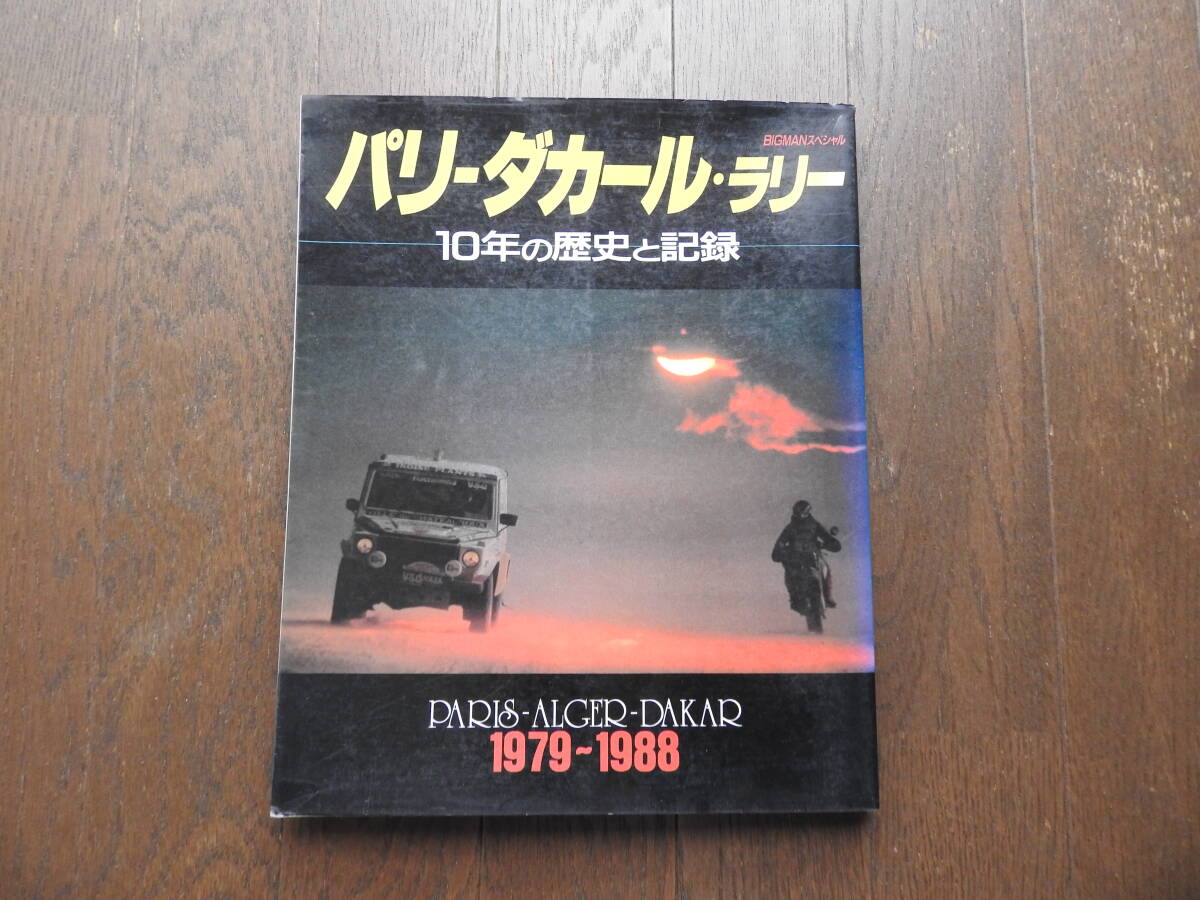 BIGMANスペシャル
パリ-ダカール・ラリー
10年の歴史と記録
PARIS-ALGER-DAKAR
1979~1988